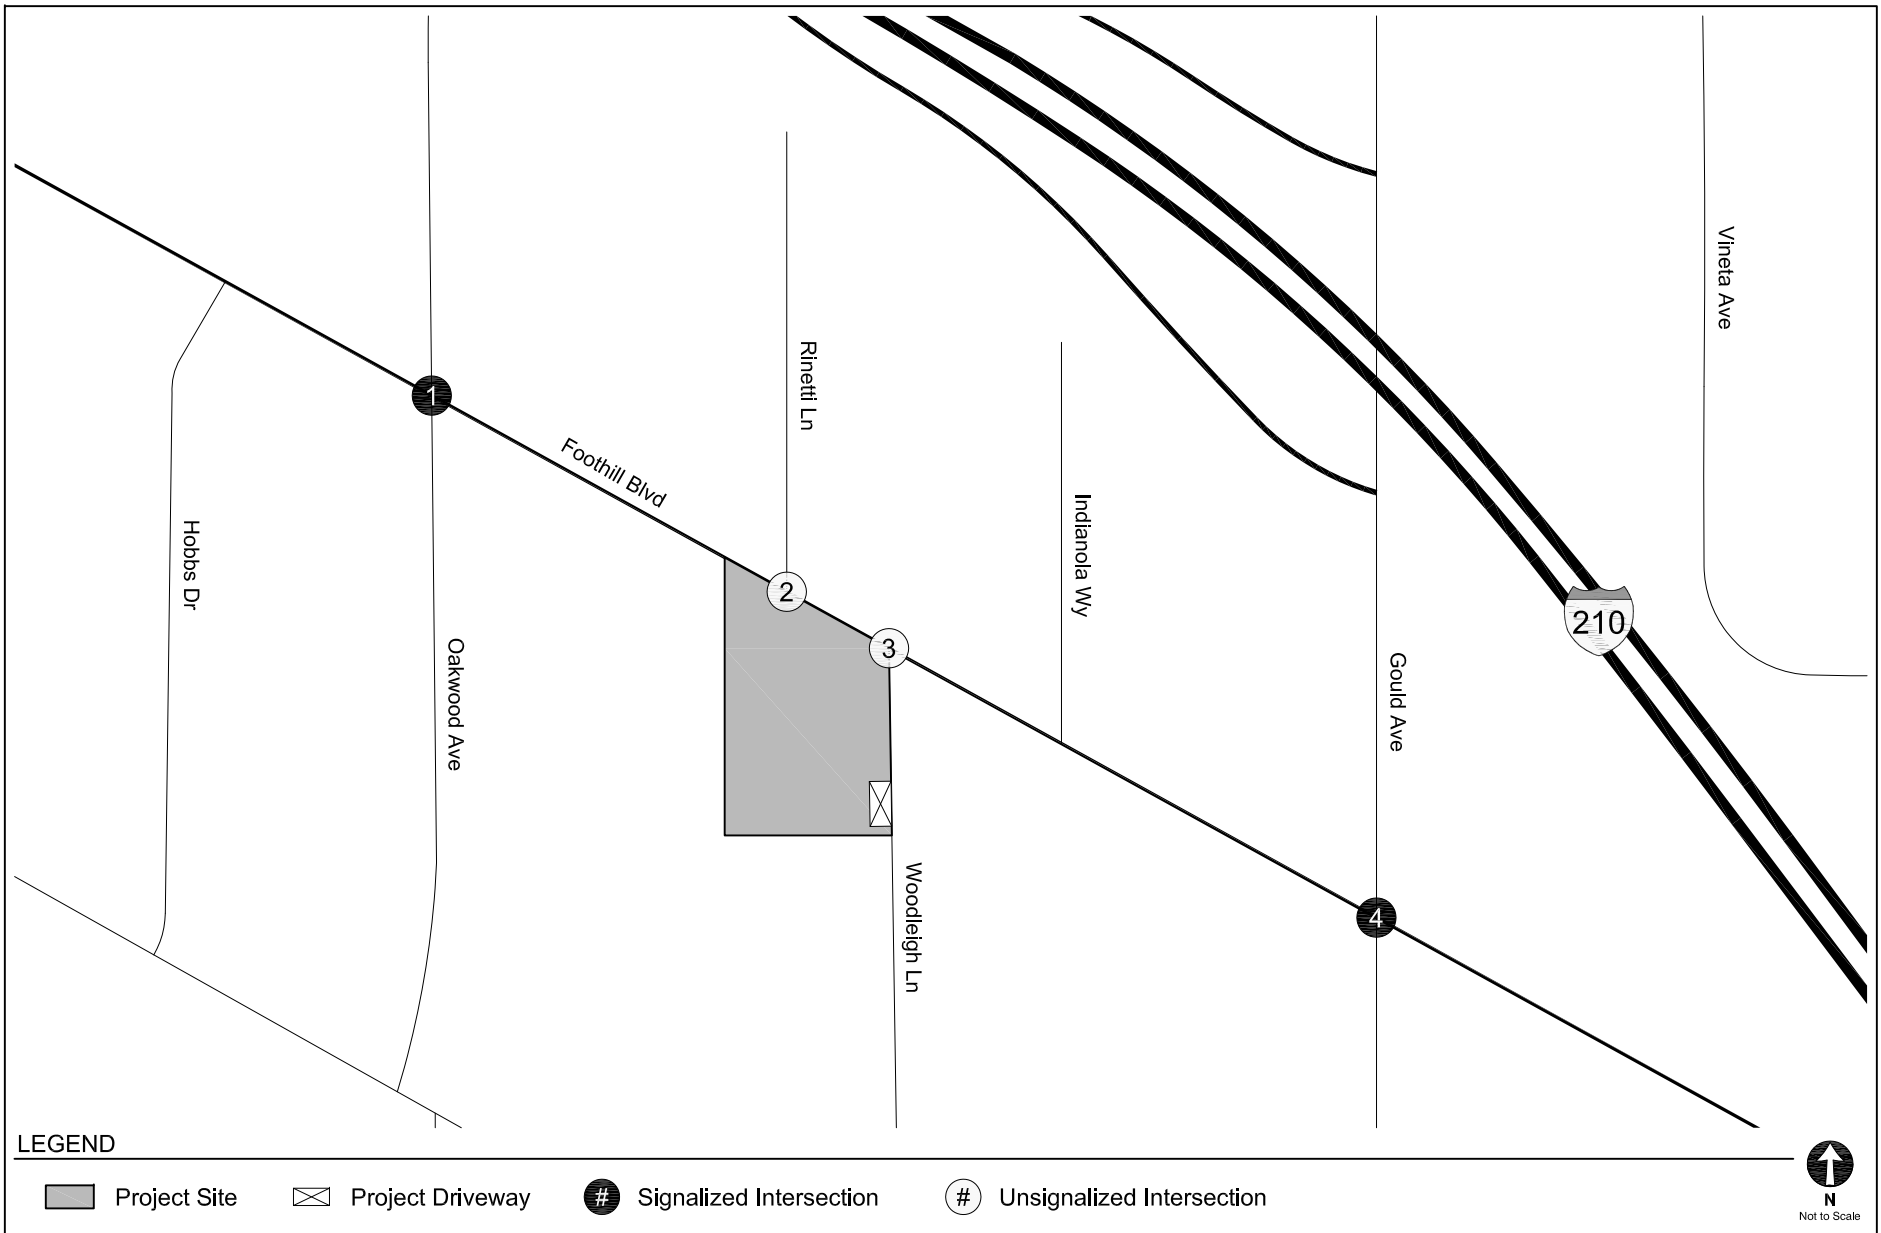 Vineta Ave
Rinetti Ln
1
Foothill Blvd
Indianola Wy
Hobbs Dr
2
210
3
Oakwood Ave
Gould Ave
Woodleigh Ln
4
LEGEND
Project Site
Project Driveway
# Signalized Intersection
# Unsignalized Intersection
N
Not to Scale